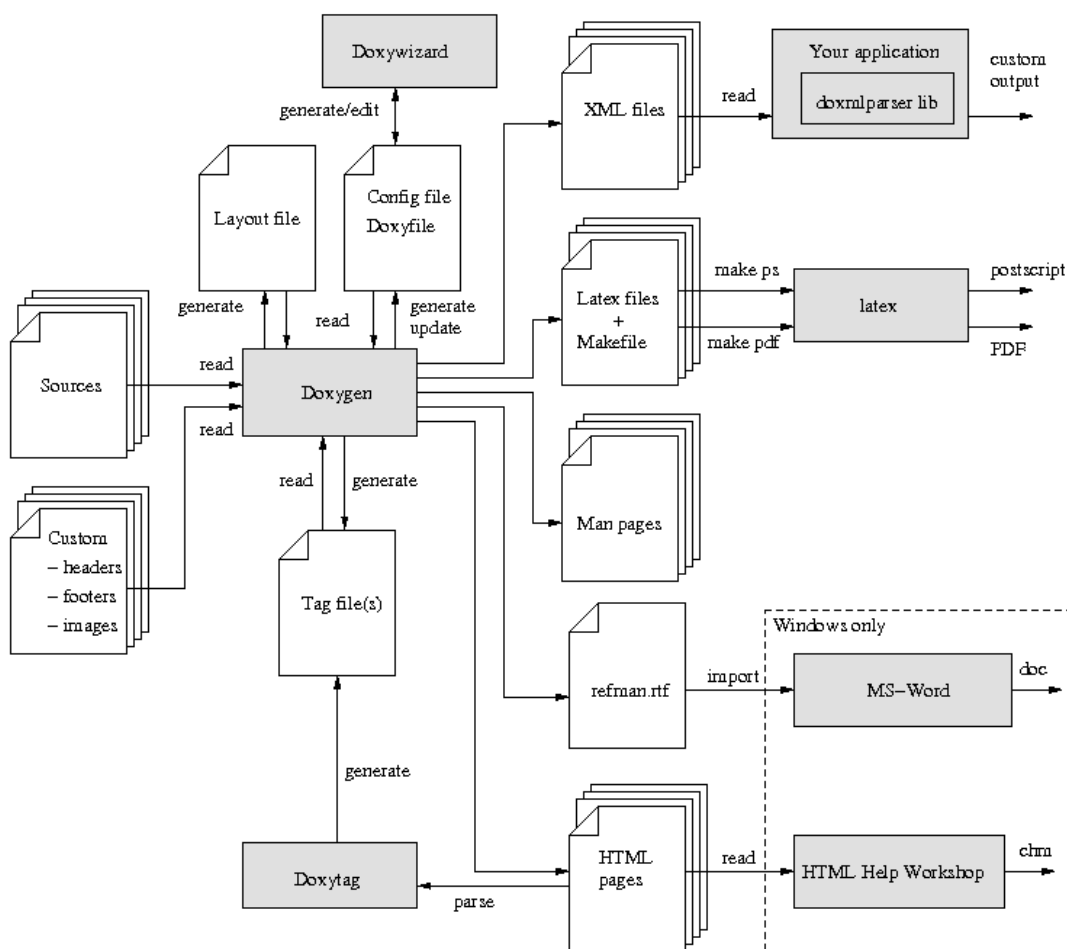 Doxywizard
Your application
doxmlparser lib
custom
output
XML files
read
generate/edit
Layout file
Config file
Doxyfile
generate
read
generate
update
Latex files
+
Makefile
make ps
make pdf
latex
postscript
PDF
Sources
read
Doxygen
read
read
generate
Man pages
Custom
– headers
– footers
– images
Tag file(s)
Windows only
refman.rtf
import
MS–Word
doc
generate
Doxytag
parse
HTML
pages
read
HTML Help Workshop
chm